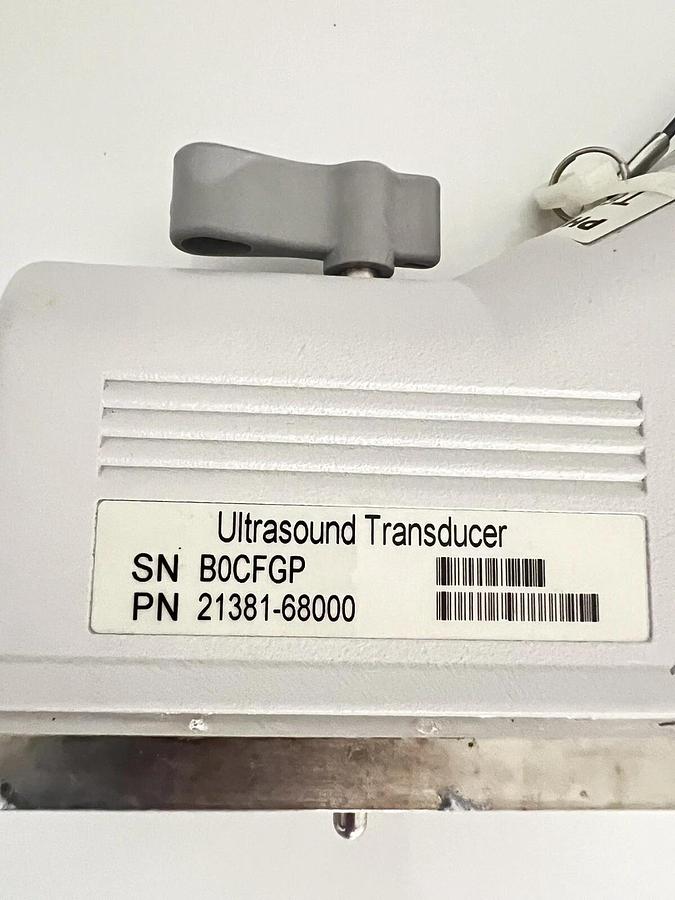 Ultrasound Transducer
SN B0CFGP
PN 21381-68000